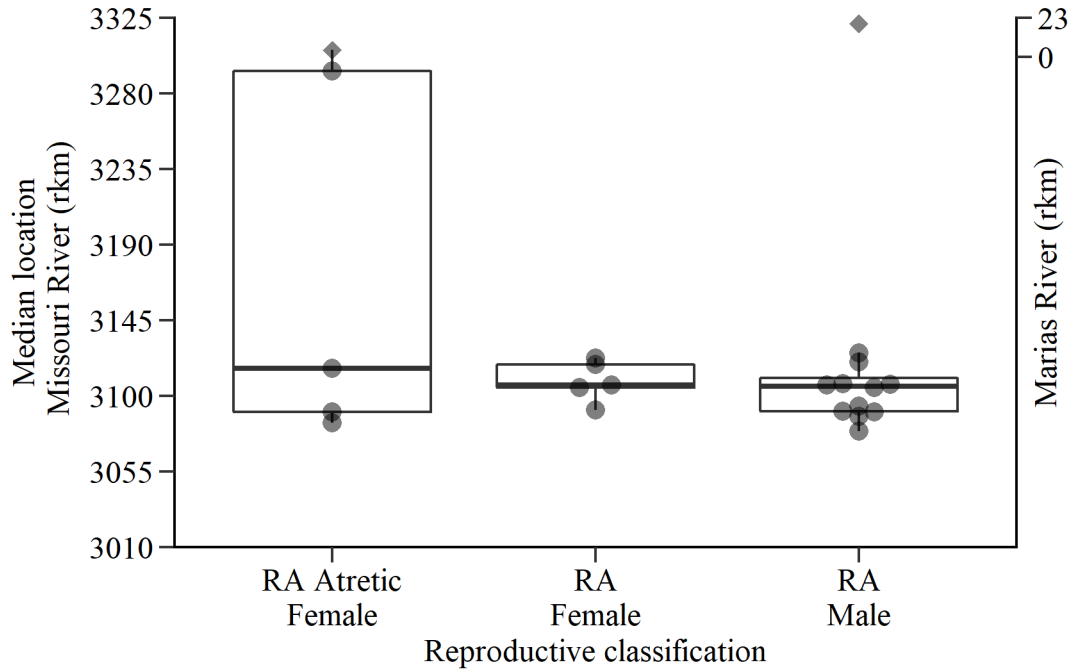 Median location
Missouri River (rkm)
3325
3280
3235
3190
3145
3100
3055
3010
23
0
Marias River (rkm)
RA Atretic
Female
RA
Female
RA
Male
Reproductive classification